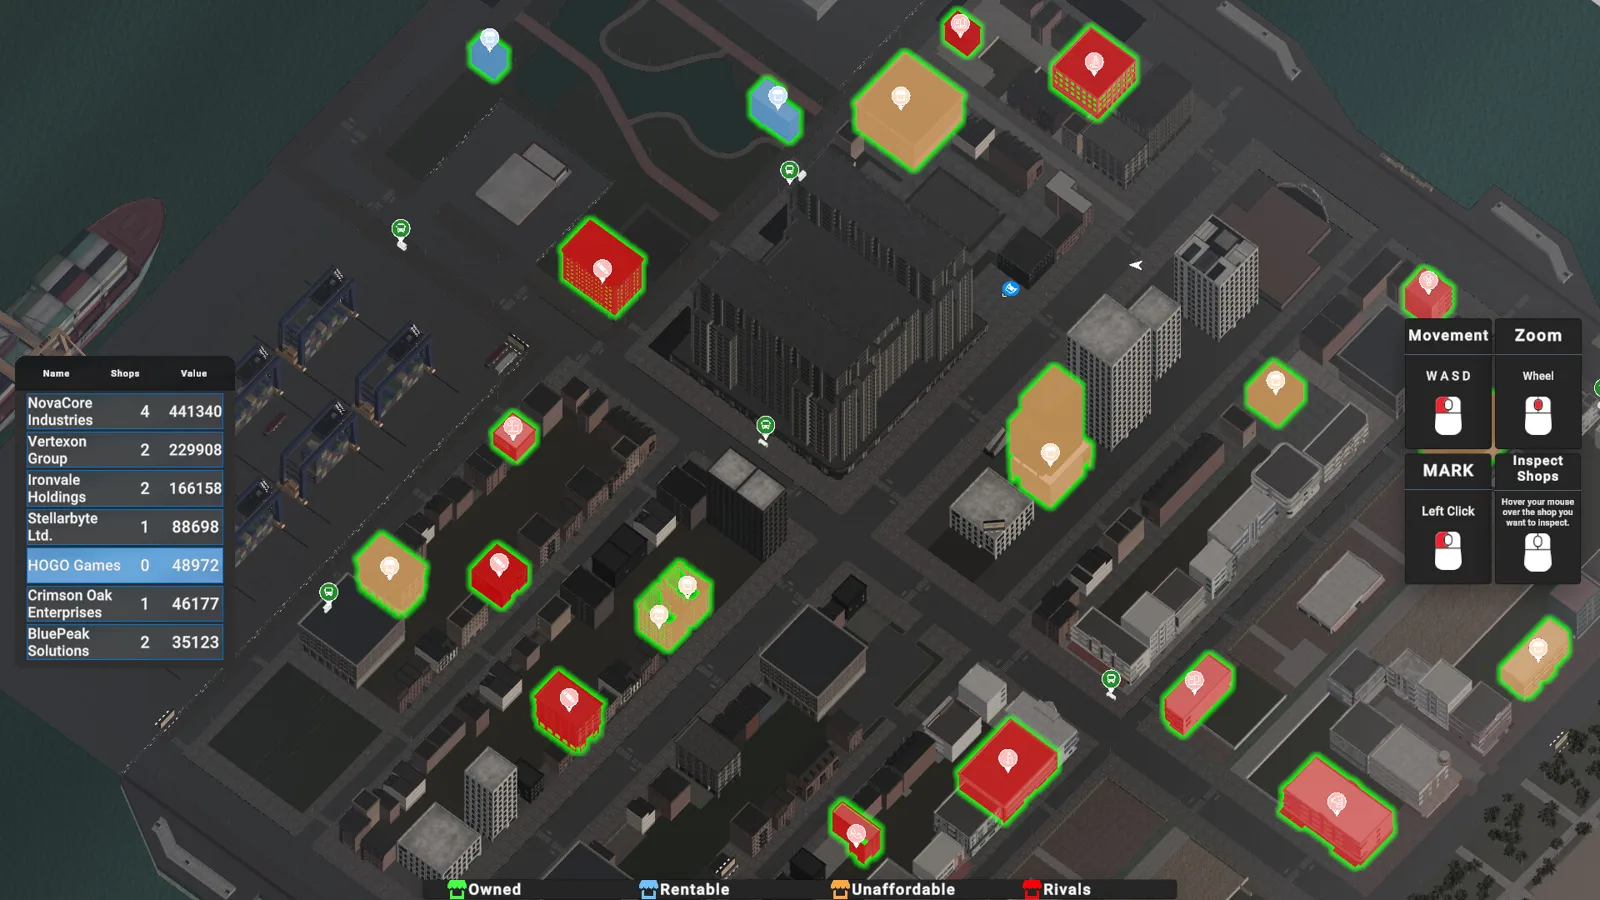 Name Shops Value
NovaCore Industries 4 441340
Vertexon Group 2 229908
Ironvale Holdings 2 166158
Stellarbyte Ltd. 1 88698
HOGO Games 0 48972
Crimson Oak Enterprises 1 46177
BluePeak Solutions 2 35123
Movement
W A S D
Zoom
Wheel
MARK
Left Click
Inspect
Shops
Hover your mouse
over the shop you
want to inspect.
Owned Rentable Unaffordable Rivals